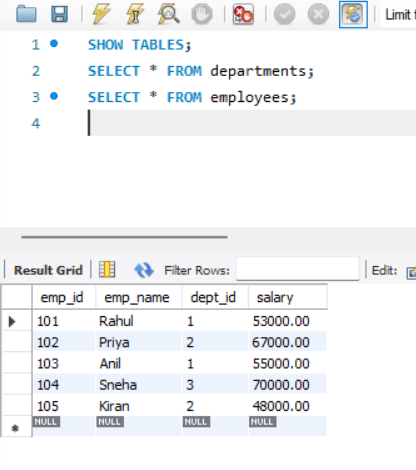 Limit t
1 SHOW TABLES;
2 SELECT * FROM departments;
3 SELECT * FROM employees;
4
Result Grid Filter Rows: Edit:
emp_id emp_name dept_id salary
101 Rahul 1 53000.00
102 Priya 2 67000.00
103 Anil 1 55000.00
104 Sneha 3 70000.00
105 Kiran 2 48000.00
NULL NULL NULL NULL